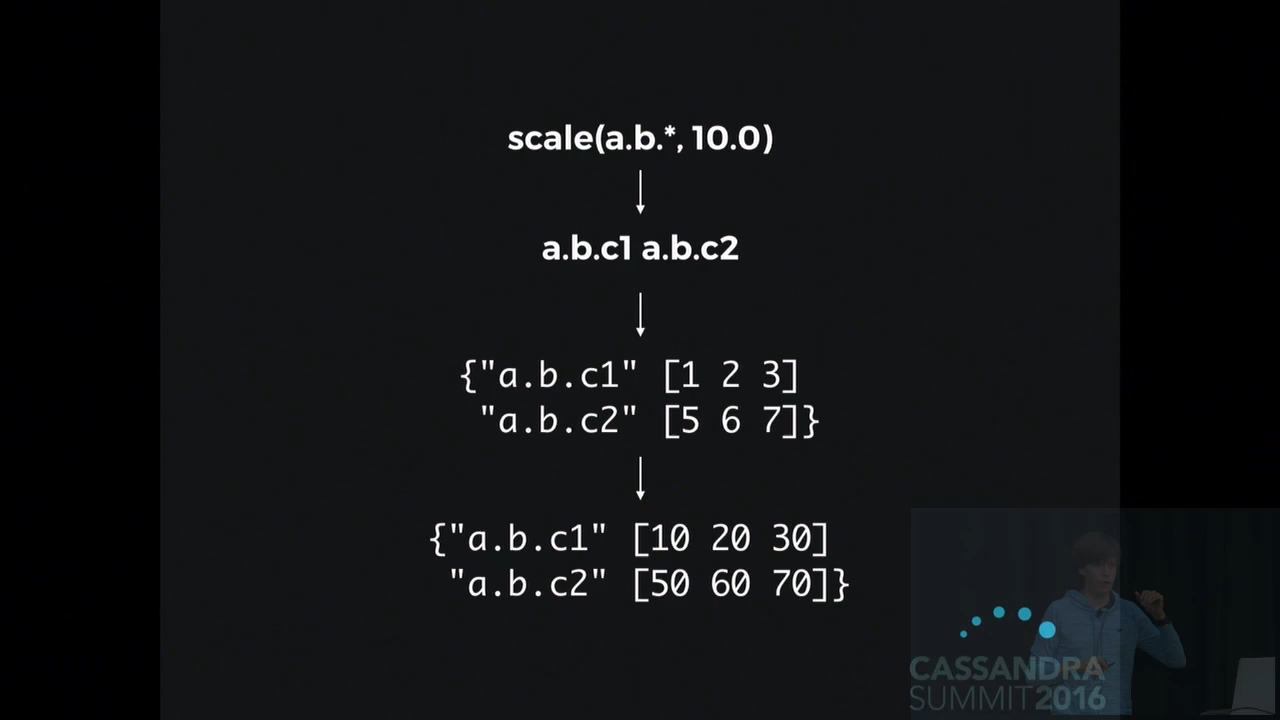 scale(a.b.*, 10.0)
a.b.c1 a.b.c2
{"a.b.c1" [1 2 3]
"a.b.c2" [5 6 7]}
{"a.b.c1" [10 20 30]
"a.b.c2" [50 60 70]}
CASSANDRA
SUMMIT2016